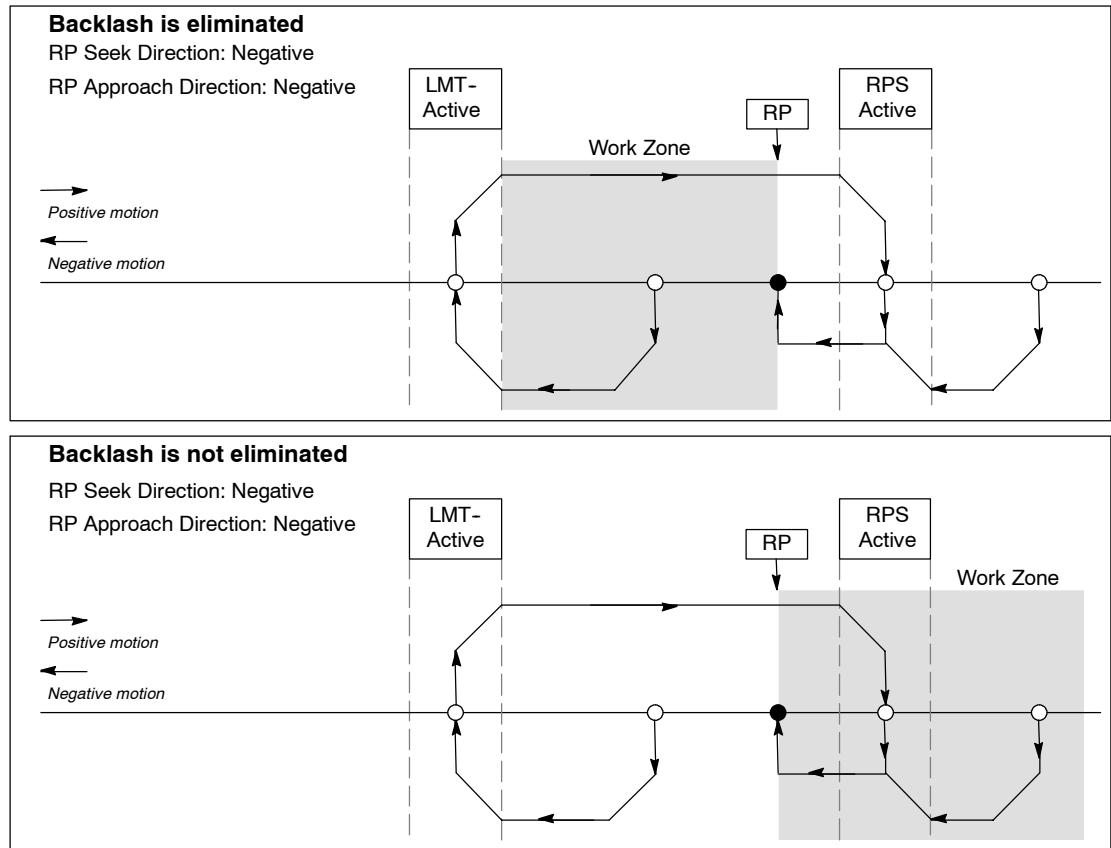 Backlash is eliminated
RP Seek Direction: Negative
RP Approach Direction: Negative
LMT-
Active
RP
RPS
Active
Work Zone
Positive motion
Negative motion
Backlash is not eliminated
RP Seek Direction: Negative
RP Approach Direction: Negative
LMT-
Active
RP
RPS
Active
Work Zone
Positive motion
Negative motion